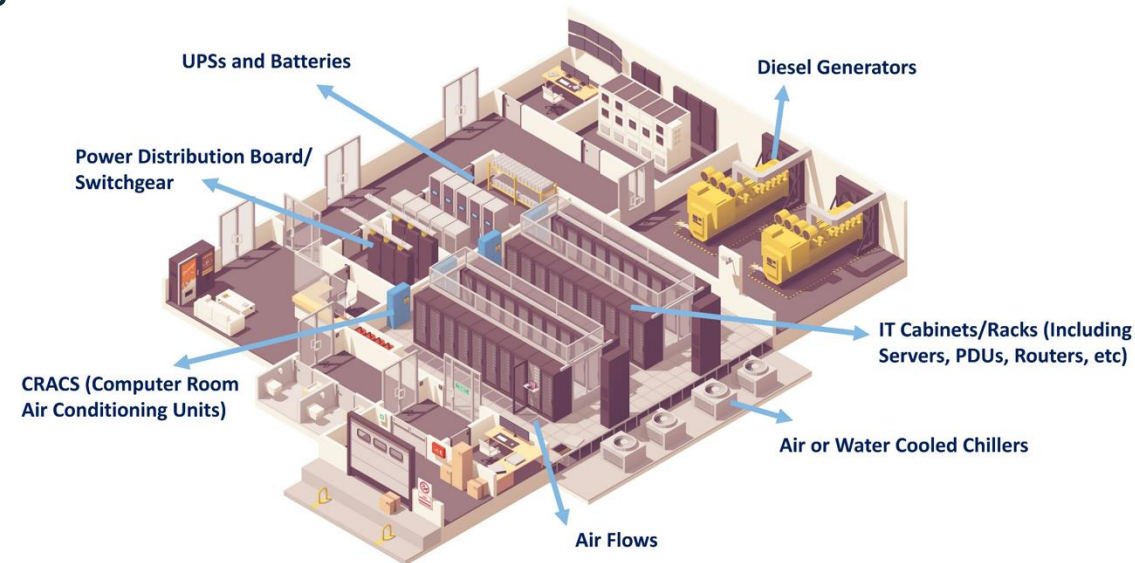 UPSs and Batteries
Diesel Generators
Power Distribution Board/
Switchgear
IT Cabinets/Racks (Including
Servers, PDUs, Routers, etc)
CRACS (Computer Room
Air Conditioning Units)
Air or Water Cooled Chillers
Air Flows